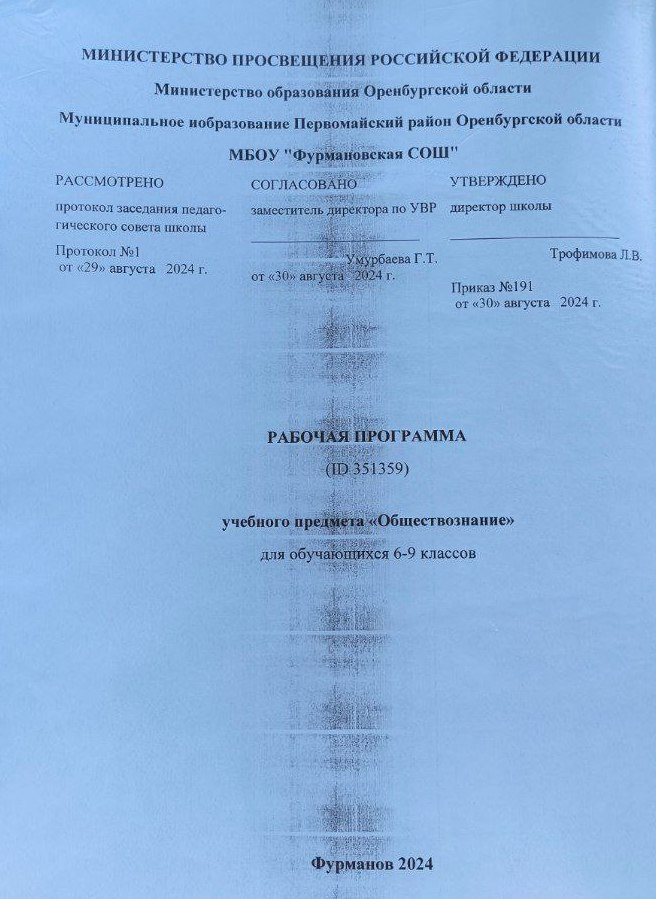 МИНИСТЕРСТВО ПРОСВЕЩЕНИЯ РОССИЙСКОЙ ФЕДЕРАЦИИ
Министерство образования Оренбургской области
Муниципальное иобразование Первомайский район Оренбургской области
МБОУ "Фурмановская СОШ"
РАССМОТРЕНО
протокол заседания педаго-
гического совета школы
Протокол №1
от «29» августа 2024 г.
СОГЛАСОВАНО
заместитель директора по УВР
Умурбаева Г.Т.
от «30» августа 2024 г.
УТВЕРЖДЕНО
директор школы
Трофимова Л.В.
Приказ №191
от «30» августа 2024 г.
РАБОЧАЯ ПРОГРАММА
(ID 351359)
учебного предмета «Обществознание»
для обучающихся 6-9 классов
Фурманов 2024